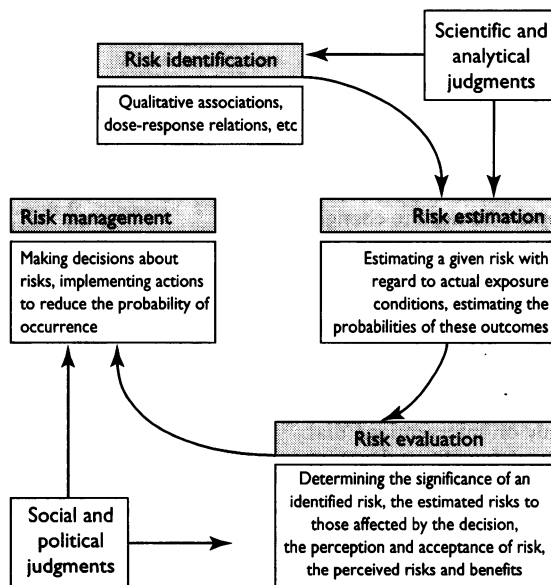 Scientific and
analytical
judgments
Risk identification
Qualitative associations,
dose-response relations, etc
Risk management
Making decisions about
risks, implementing actions
to reduce the probability of
occurrence
Risk estimation
Estimating a given risk with
regard to actual exposure
conditions, estimating the
probabilities of these outcomes
Risk evaluation
Determining the significance of an
identified risk, the estimated risks to
those affected by the decision,
the perception and acceptance of risk,
the perceived risks and benefits
Social and
political
judgments